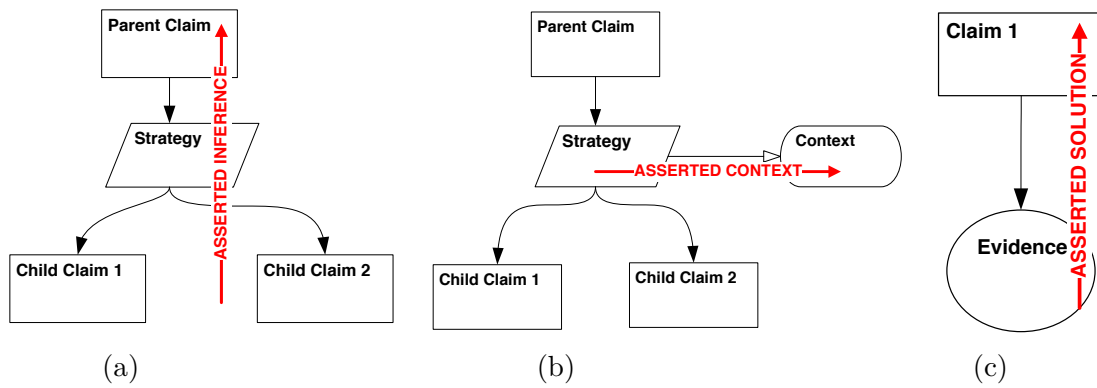 Parent Claim
Strategy
Child Claim 1
Child Claim 2
ASSERTED INFERENCE
(a)
Parent Claim
Strategy
Context
ASSERTED CONTEXT
Child Claim 1
Child Claim 2
(b)
Claim 1
Evidence
ASSERTED SOLUTION
(c)